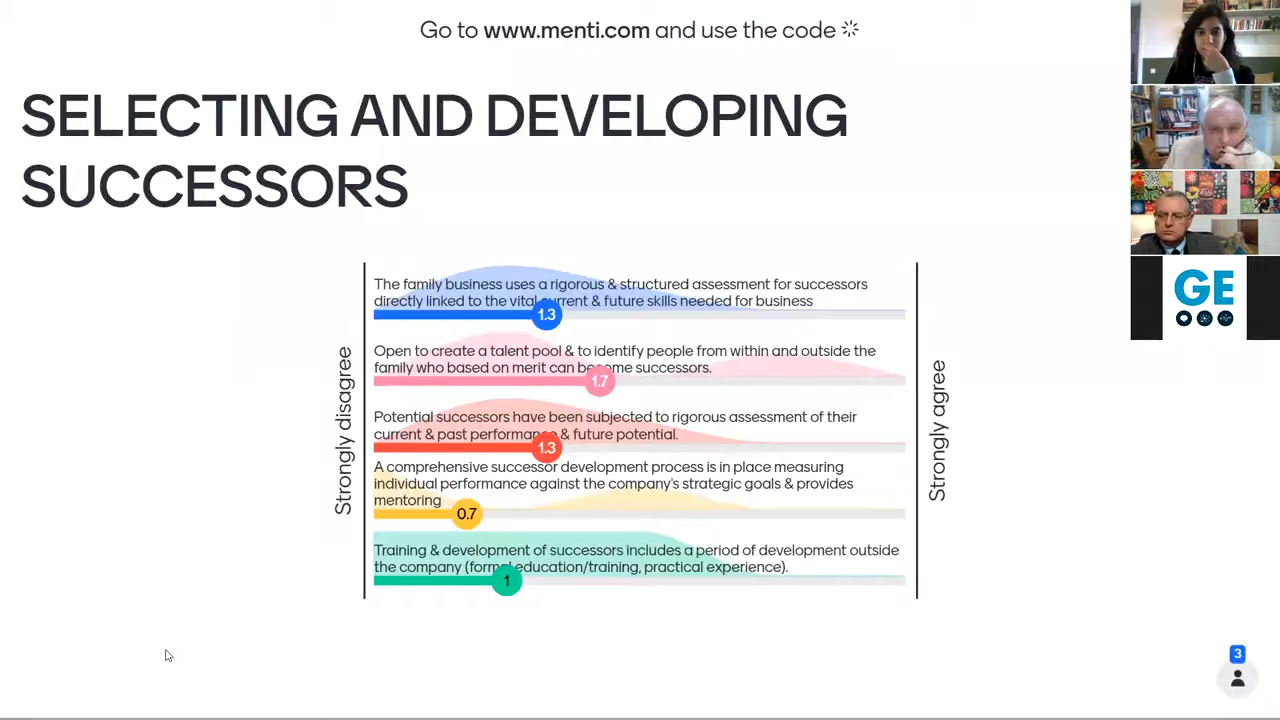 Go to www.menti.com and use the code
SELECTING AND DEVELOPING
SUCCESSORS
Strongly disagree
The family business uses a rigorous & structured assessment for successors
directly linked to the vital current & future skills needed for business
1.3
Open to create a talent pool & to identify people from within and outside the
family who based on merit can become successors.
1.7
Potential successors have been subjected to rigorous assessment of their
current & past performance & future potential.
1.3
A comprehensive successor development process is in place measuring
individual performance against the company's strategic goals & provides
mentoring
0.7
Training & development of successors includes a period of development outside
the company (formal education/training, practical experience).
1
Strongly agree
GE
3